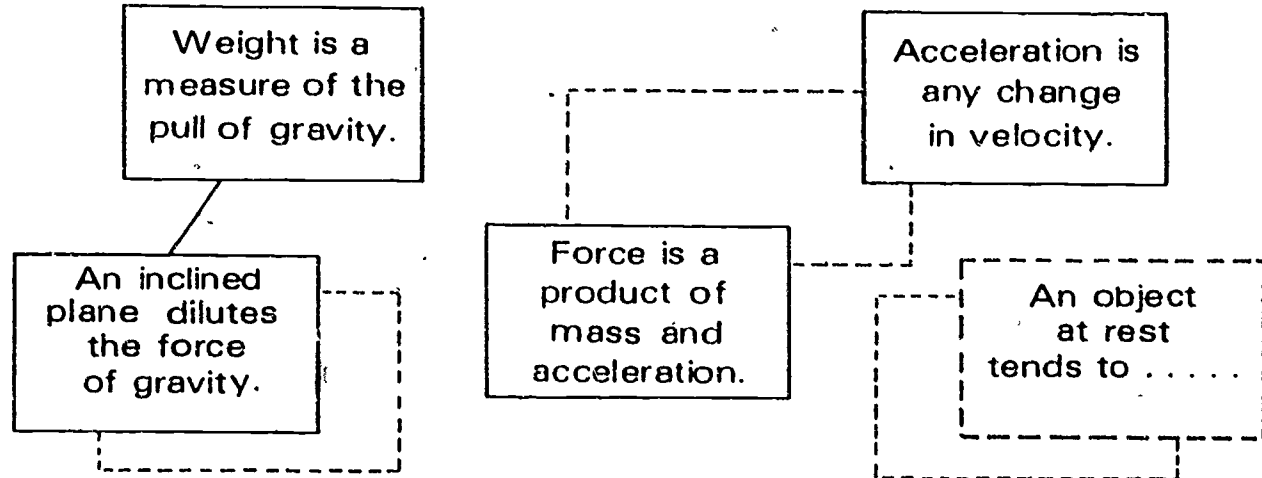 Weight is a
measure of the
pull of gravity.
Acceleration is
any change
in velocity.
An inclined
plane dilutes
the force
of gravity.
Force is a
product of
mass and
acceleration.
An object
at rest
tends to .....